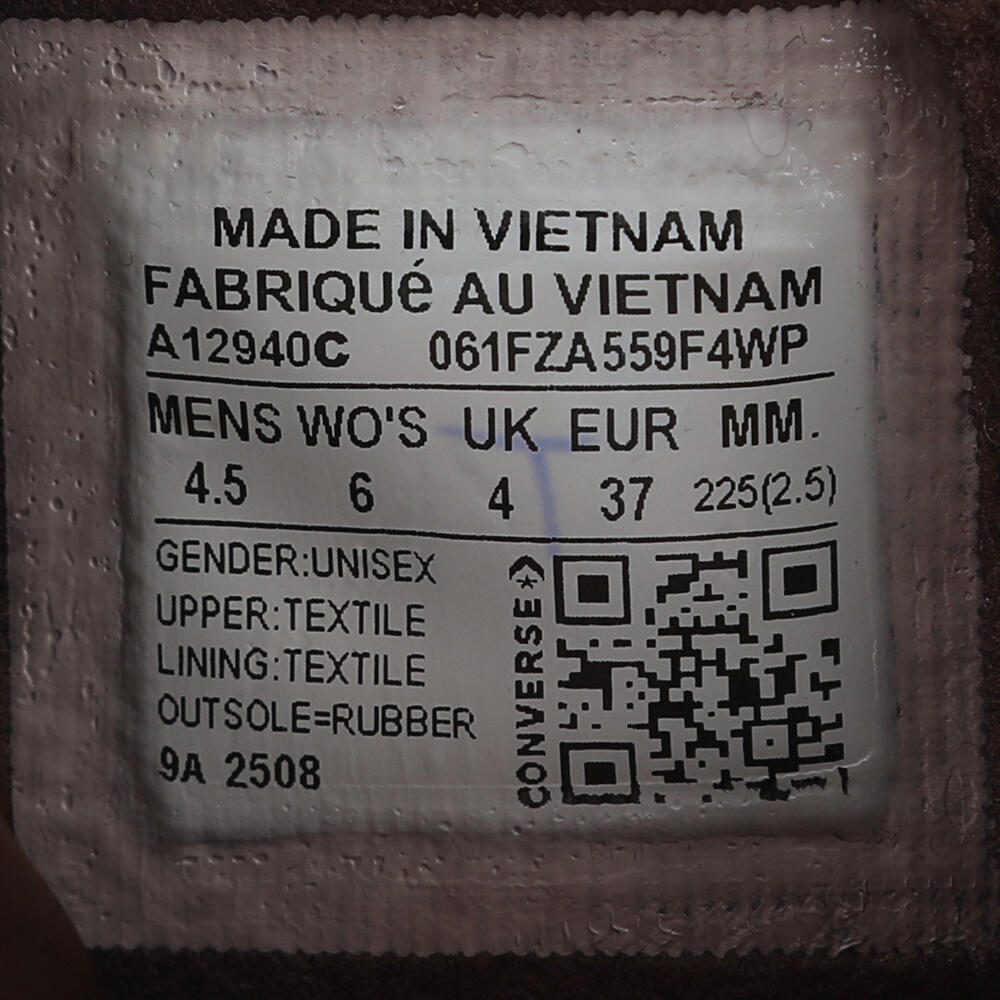 MADE IN VIETNAM
FABRIQUé AU VIETNAM
A12940C 061FZA559F4WP
MENS WO'S UK EUR MM.
4.5 6 4 37 225(2.5)
GENDER:UNISEX
UPPER:TEXTILE
LINING:TEXTILE
OUTSOLE=RUBBER
9A 2508
CONVERSE